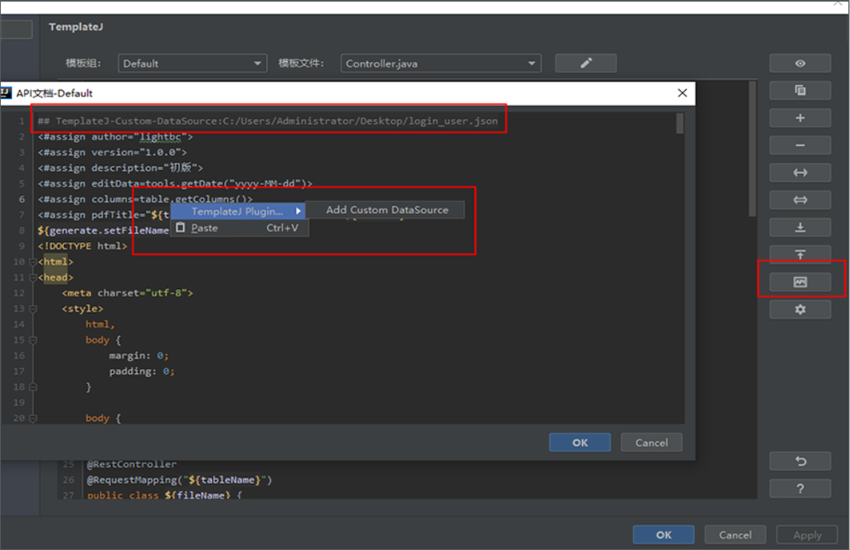 TemplateJ
模板组: Default 模板文件: Controller.java
API文档-Default
1 ## TemplateJ-Custom-DataSource:C:/Users/Administrator/Desktop/login_user.json
2 <#assign author="lightbc">
3 <#assign version="1.0.0">
4 <#assign description="初版">
5 <#assign editData=tools.getDate("yyyy-MM-dd")>
6 <#assign columns=table.getColumns()>
7 <#assign pdfTitle="${t
8 ${generate.setFileName
TemplateJ Plugin... Add Custom DataSource
Paste Ctrl+V
9 <!DOCTYPE html>
10 <html>
11 <head>
12 <meta charset="utf-8">
13 <style>
14 html,
15 body {
16 margin: 0;
17 padding: 0;
18 }
19
20 body {
OK Cancel
25 @RestController
26 @RequestMapping("${tableName}")
27 public class ${fileName} {
?
OK Cancel Apply